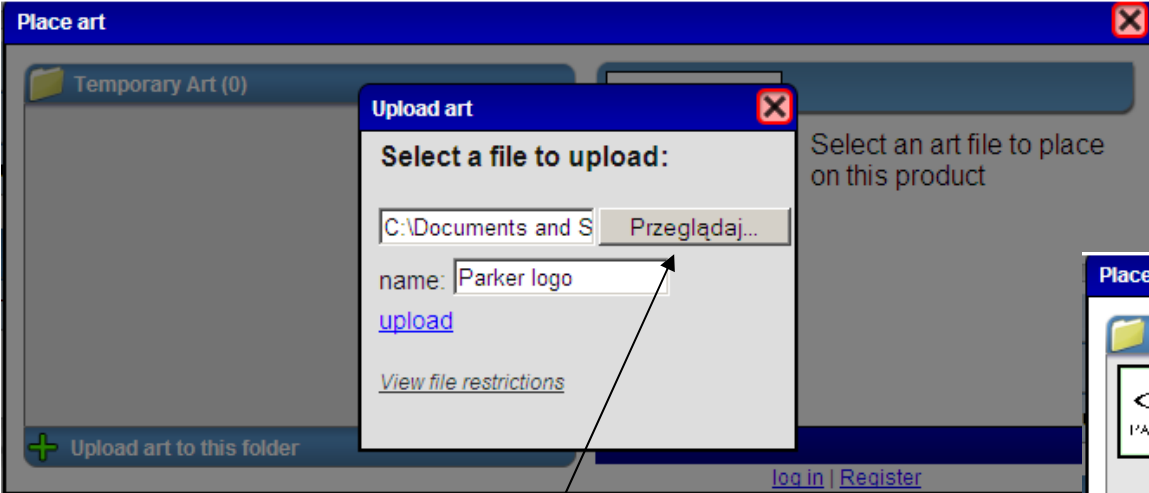 Place art
Temporary Art (0)
Upload art
Select a file to upload:
C:\Documents and S
Przeglądaj...
name: Parker logo
upload
View file restrictions
Upload art to this folder
Select an art file to place
on this product
log in | Register
Place